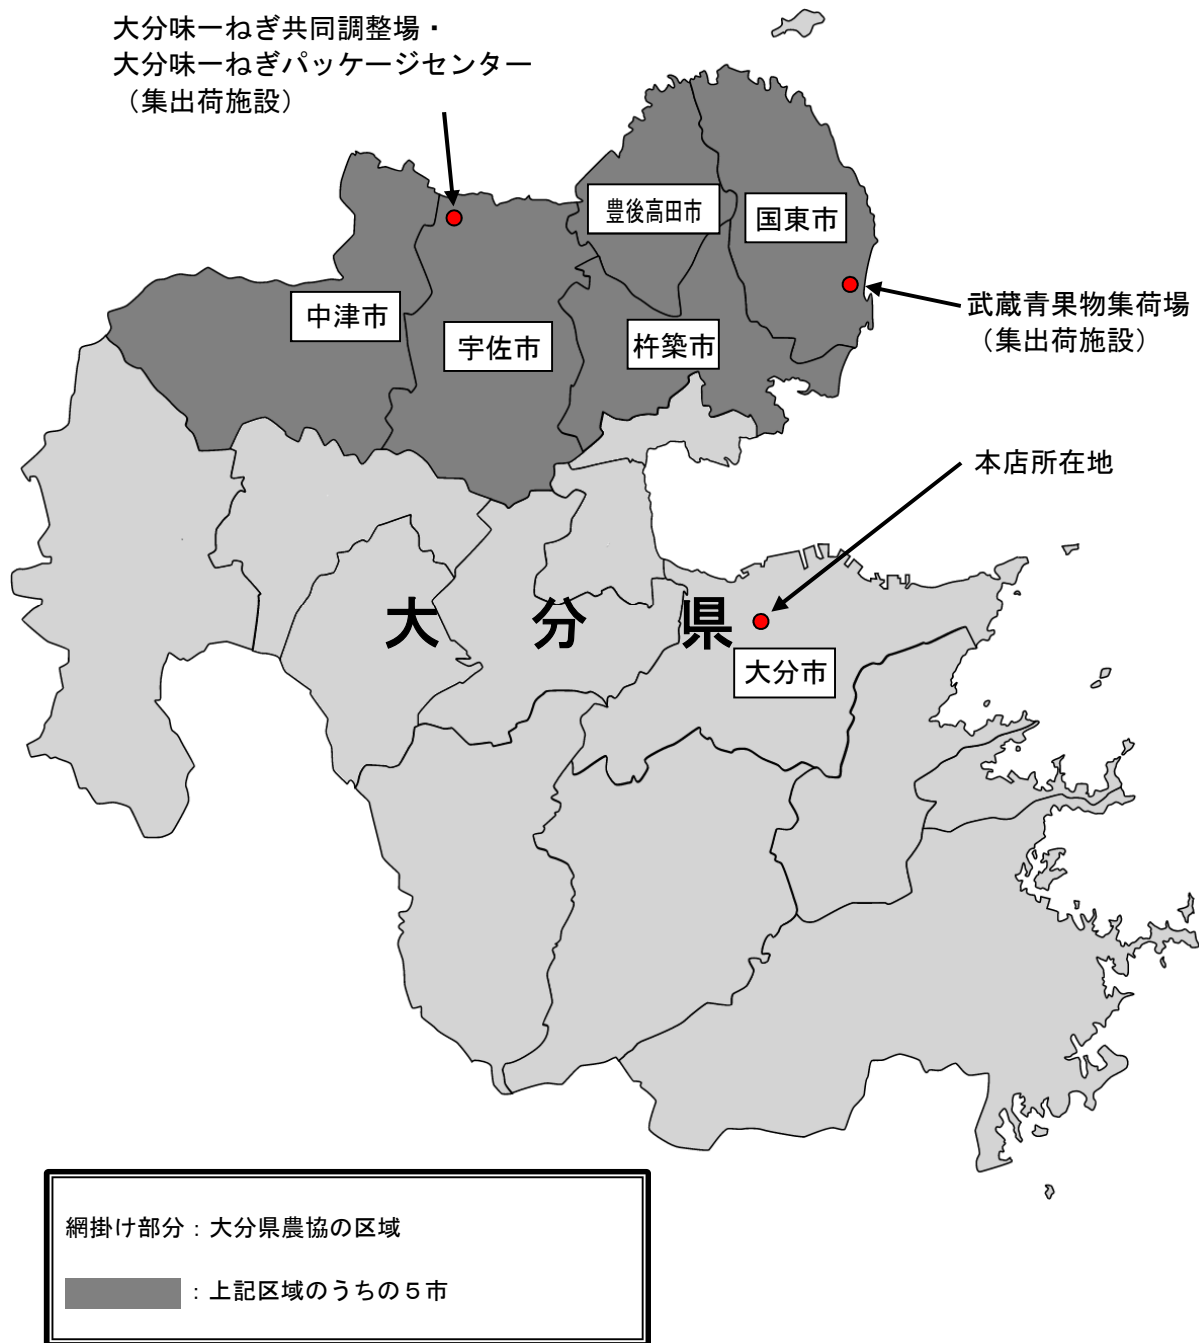 大分味一ねぎ共同調整場・
大分味一ねぎパッケージセンター
（集出荷施設）
豊後高田市
国東市
武蔵青果物集荷場
（集出荷施設）
中津市
宇佐市
杵築市
本店所在地
大分県
大分市
網掛け部分：大分県農協の区域
：上記区域のうちの５市